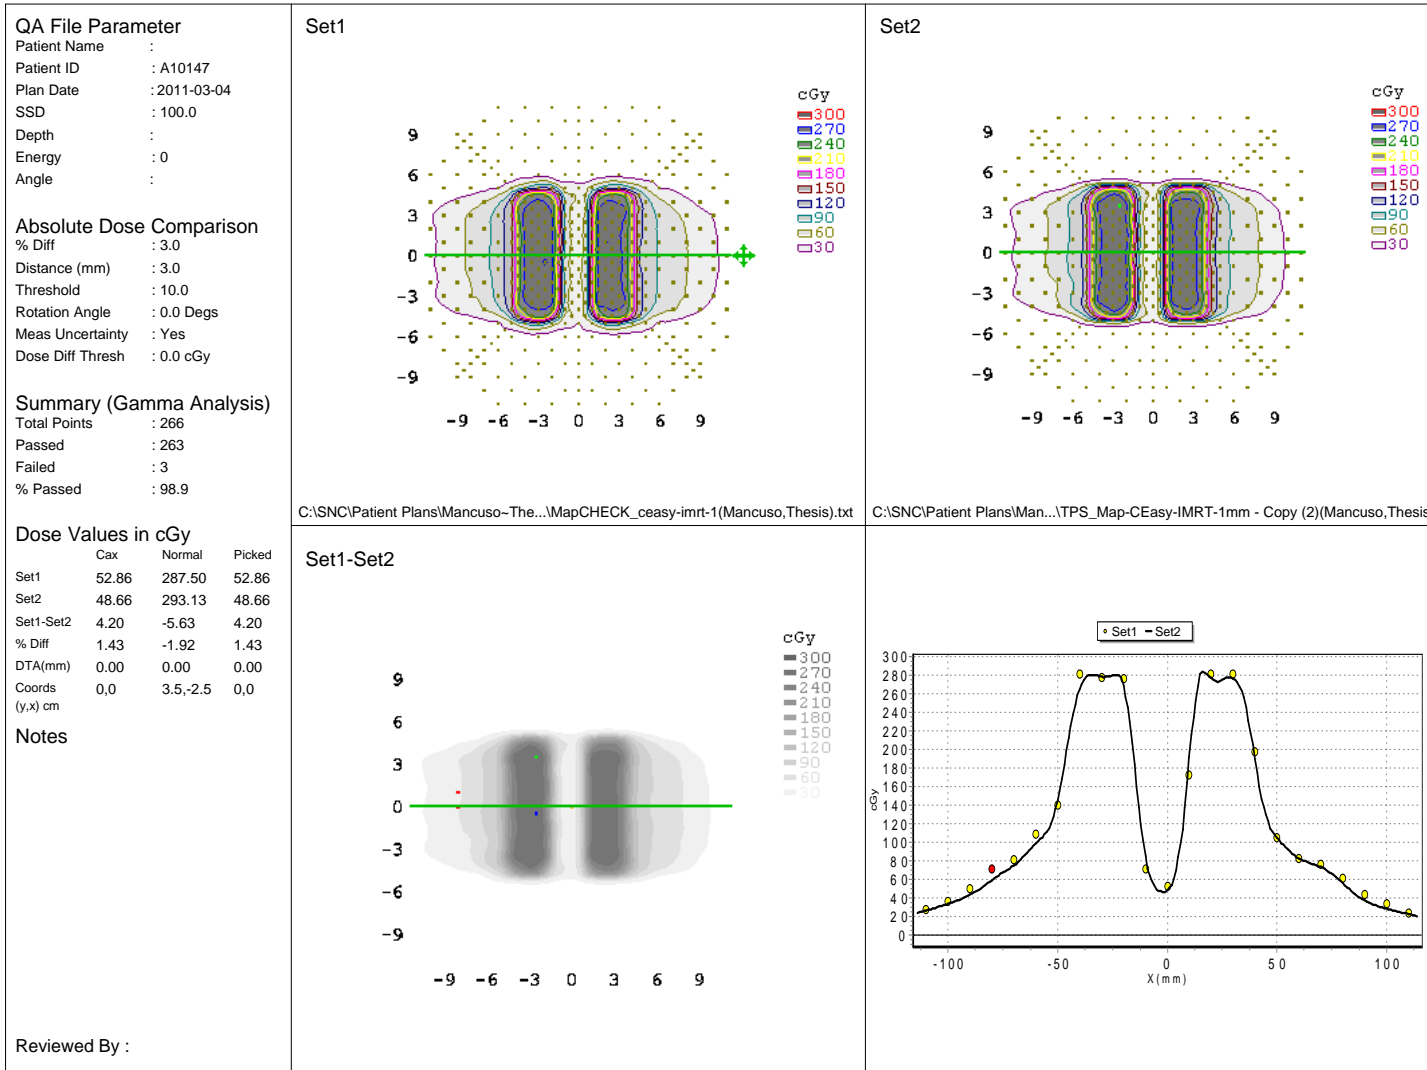 QA File Parameter
Patient Name :
Patient ID : A10147
Plan Date : 2011-03-04
SSD : 100.0
Depth :
Energy : 0
Angle :
Absolute Dose Comparison
% Diff : 3.0
Distance (mm) : 3.0
Threshold : 10.0
Rotation Angle : 0.0 Degs
Meas Uncertainty : Yes
Dose Diff Thresh : 0.0 cGy
Summary (Gamma Analysis)
Total Points : 266
Passed : 263
Failed : 3
% Passed : 98.9
Dose Values in cGy
Cax Normal Picked
Set1 52.86 287.50 52.86
Set2 48.66 293.13 48.66
Set1-Set2 4.20 -5.63 4.20
% Diff 1.43 -1.92 1.43
DTA(mm) 0.00 0.00 0.00
Coords 0,0 3.5,-2.5 0,0
(y,x) cm
Notes
Reviewed By :
Set1
cGy
300
270
240
210
180
150
120
90
60
30
9
6
3
0
-3
-6
-9
-9 -6 -3 0 3 6 9
C:\SNC\Patient Plans\Mancuso~The...\MapCHECK_ceasy-imrt-1(Mancuso,Thesis).txt
Set2
cGy
300
270
240
210
180
150
120
90
60
30
9
6
3
0
-3
-6
-9
-9 -6 -3 0 3 6 9
C:\SNC\Patient Plans\Man...\TPS_Map-CEasy-IMRT-1mm - Copy (2)(Mancuso,Thesis
Set1-Set2
cGy
300
270
240
210
180
150
120
90
60
30
9
6
3
0
-3
-6
-9
-9 -6 -3 0 3 6 9
Set1 Set2
300
280
260
240
220
200
180
160
140
120
100
80
60
40
20
0
cGy
-100 -50 0 50 100
X(mm)